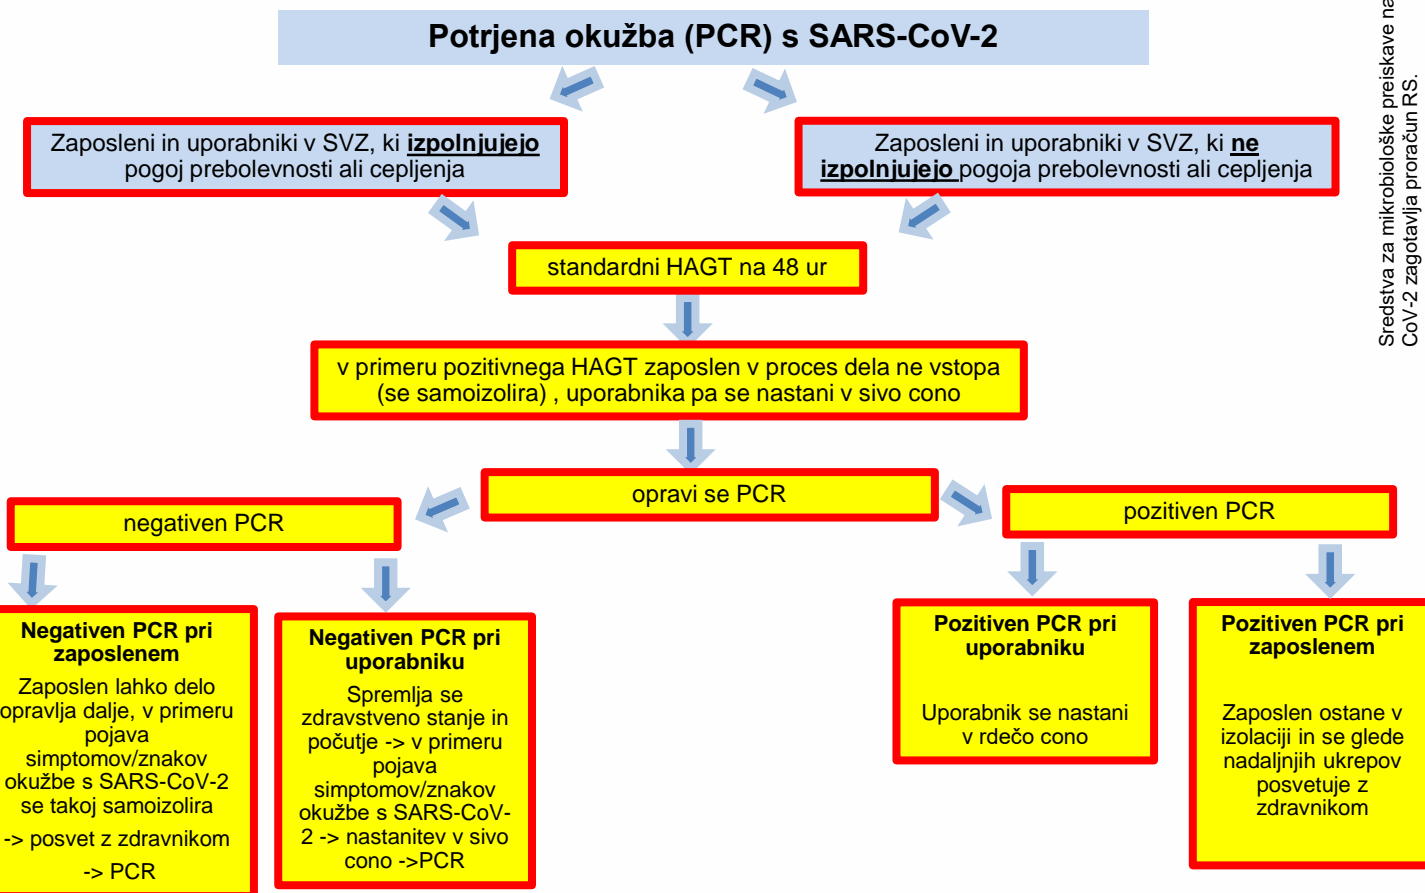 Potrjena okužba (PCR) s SARS-CoV-2
Zaposleni in uporabniki v SVZ, ki izpolnjujejo
pogoj prebolevnosti ali cepljenja
Zaposleni in uporabniki v SVZ, ki ne
izpolnjujejo pogoja prebolevnosti ali cepljenja
standardni HAGT na 48 ur
v primeru pozitivnega HAGT zaposlen v proces dela ne vstopa
(se samoizolira) , uporabnika pa se nastani v sivo cono
opravi se PCR
negativen PCR
pozitiven PCR
Negativen PCR pri
zaposlenem
Zaposlen lahko delo
opravlja dalje, v primeru
pojava
simptomov/znakov
okužbe s SARS-CoV-2
se takoj samoizolira
-> posvet z zdravnikom
-> PCR
Negativen PCR pri
uporabniku
Spremlja se
zdravstveno stanje in
počutje -> v primeru
pojava
simptomov/znakov
okužbe s SARS-CoV-
2 -> nastanitev v sivo
cono ->PCR
Pozitiven PCR pri
uporabniku
Uporabnik se nastani
v rdečo cono
Pozitiven PCR pri
zaposlenem
Zaposlen ostane v
izolaciji in se glede
nadaljnjih ukrepov
posvetuje z
zdravnikom
Sredstva za mikrobiološke preiskave na
CoV-2 zagotavlja proračun RS.